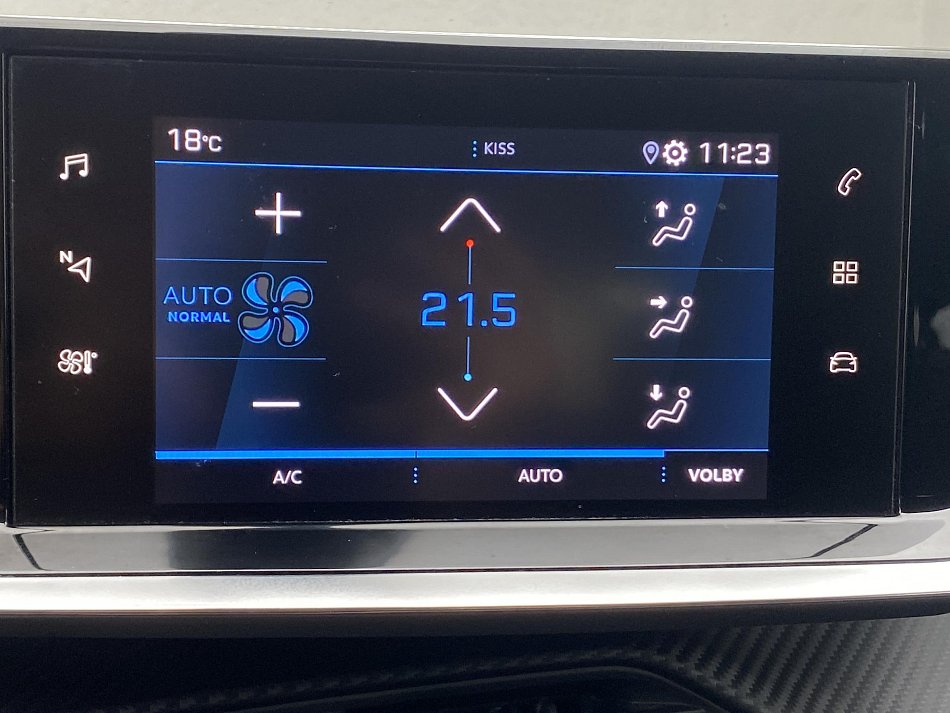 18°C
KISS
11:23
N
AUTO
NORMAL
21.5
A/C
AUTO
VOLBY